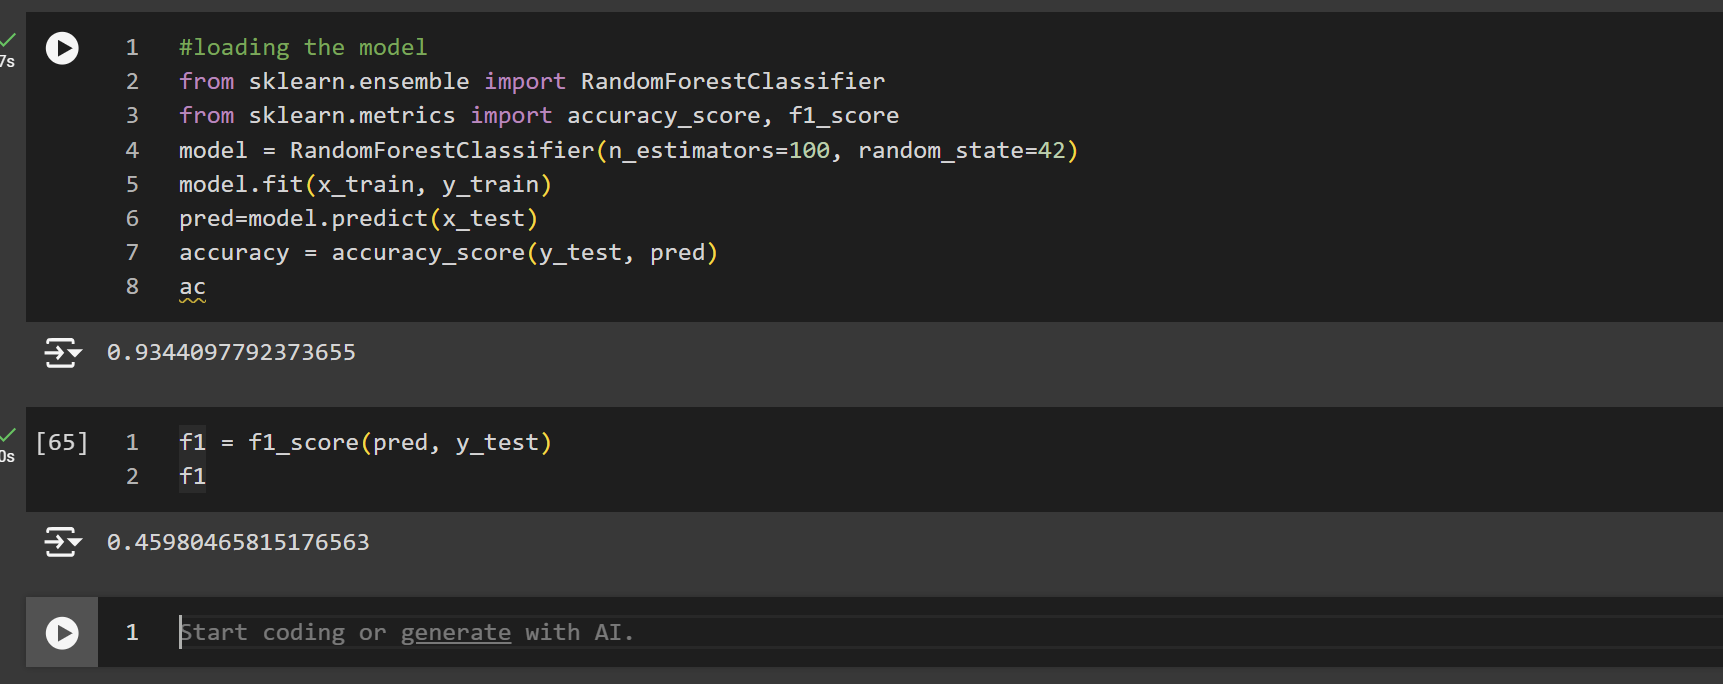 7s
1 #loading the model
2 from sklearn.ensemble import RandomForestClassifier
3 from sklearn.metrics import accuracy_score, f1_score
4 model = RandomForestClassifier(n_estimators=100, random_state=42)
5 model.fit(x_train, y_train)
6 pred=model.predict(x_test)
7 accuracy = accuracy_score(y_test, pred)
8 ac
0.9344097792373655
[65] 1 f1 = f1_score(pred, y_test)
0s
2 f1
0.45980465815176563
1 Start coding or generate with AI.